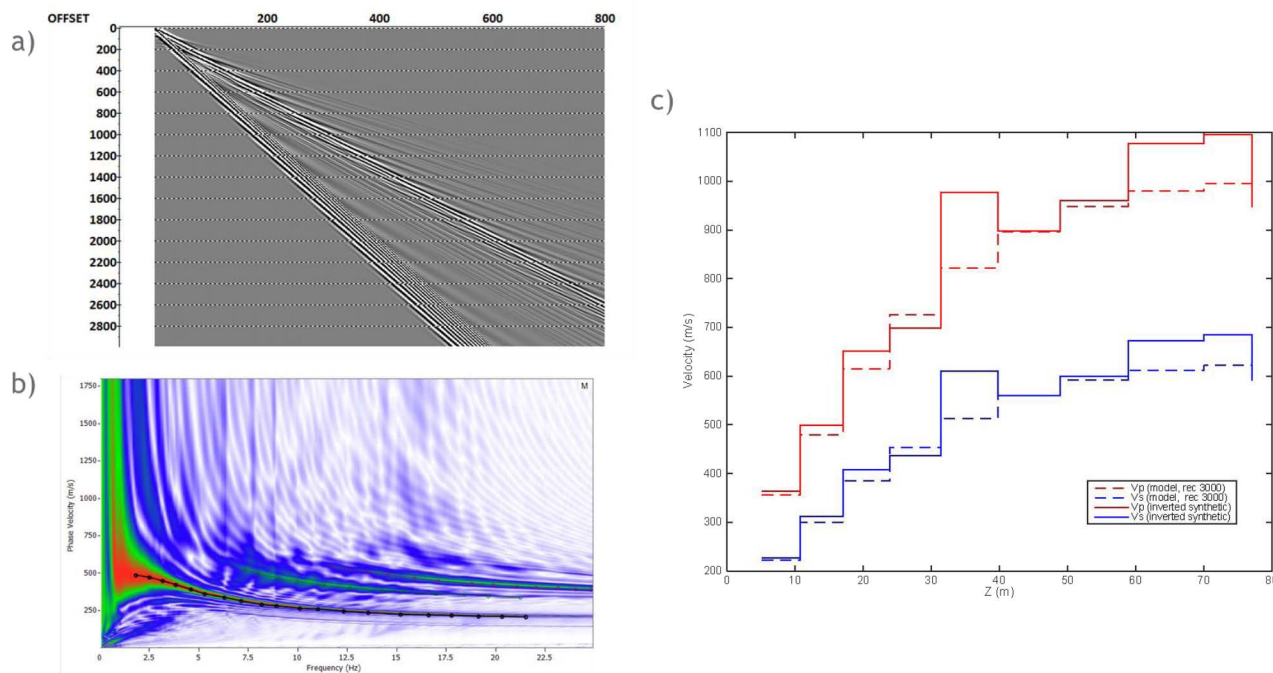 a)
OFFSET 200 400 600 800
0
200
400
600
800
1000
1200
1400
1600
1800
2000
2200
2400
2600
2800
b)
M
1750
1500
1250
1000
750
500
250
Phase Velocity (m/s)
0 2.5 5 7.5 10 12.5 15 17.5 20 22.5
Frequency (Hz)
c)
1100
1000
900
800
700
600
500
400
300
200
Velocity (m/s)
0 10 20 30 40 50 60 70 80
Z (m)
Vp (model, rec 3000)
Vs (model, rec 3000)
Vp (inverted synthetic)
Vs (inverted synthetic)